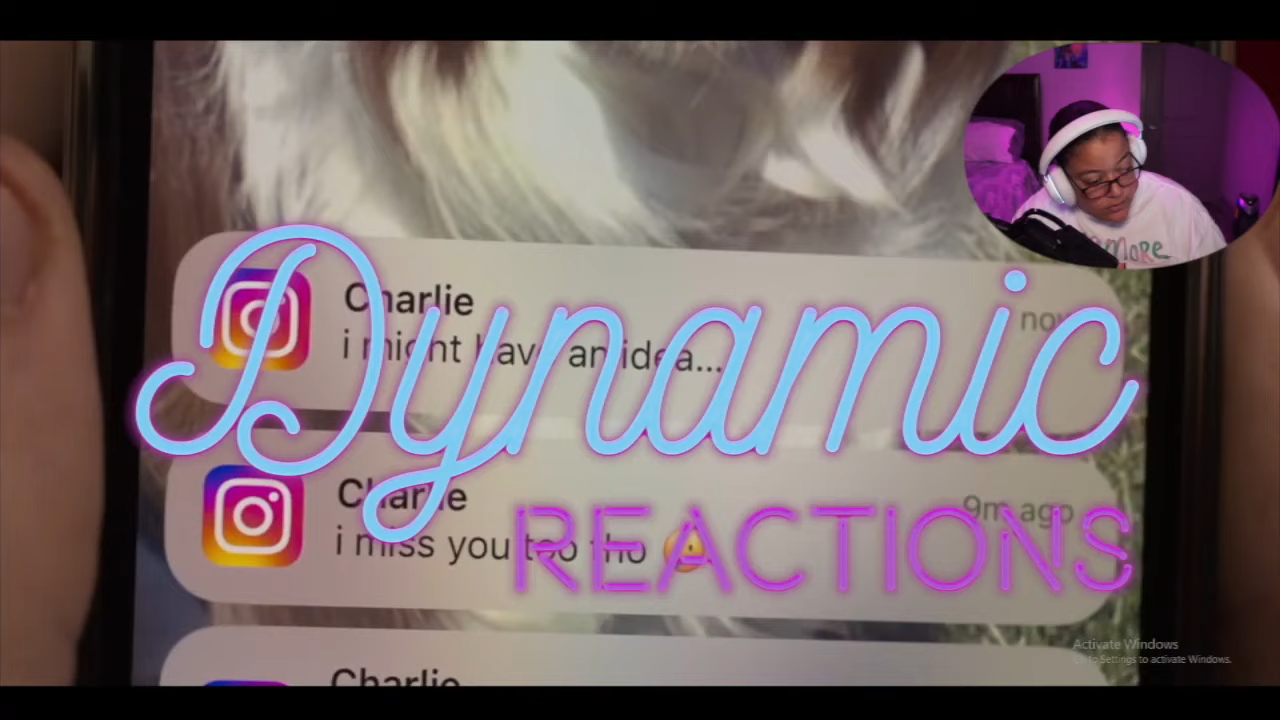 Charlie
now
i might have an idea...
Dynamic
Charlie
9m ago
i miss you too tho
REACTIONS
Charlie
Activate Windows
Go to Settings to activate Windows.
MORE